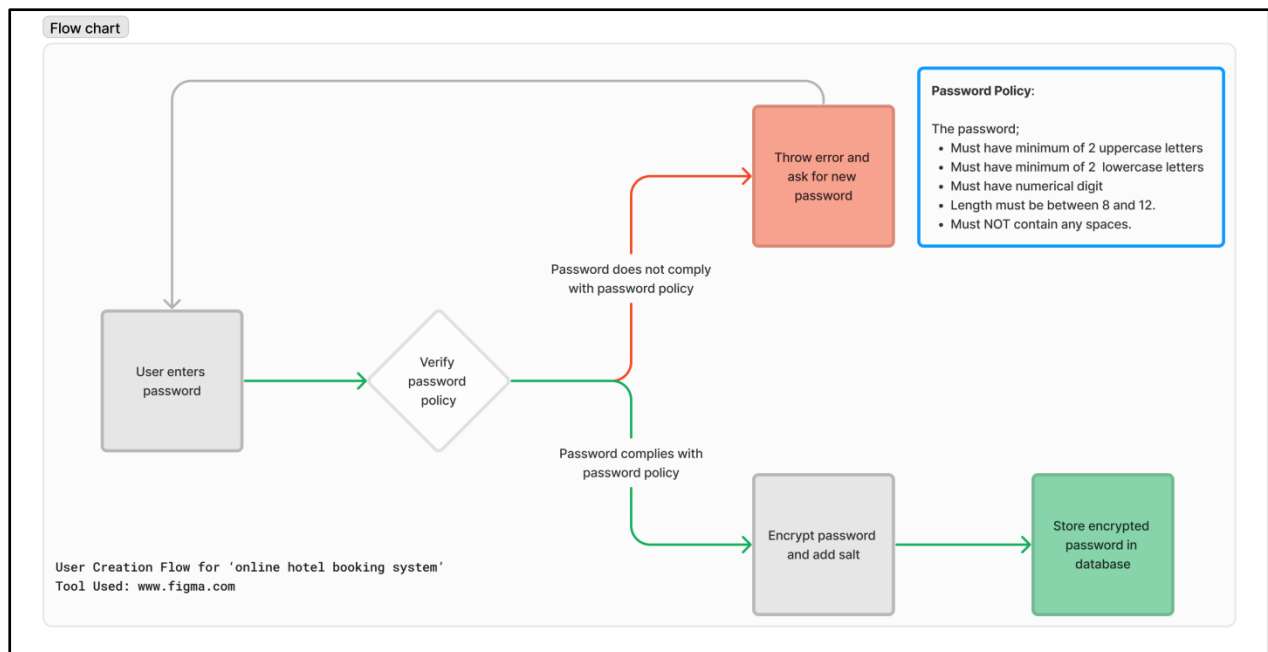 Flow chart
Password Policy:
The password;
• Must have minimum of 2 uppercase letters
• Must have minimum of 2  lowercase letters
• Must have numerical digit
• Length must be between 8 and 12.
• Must NOT contain any spaces.
Throw error and
ask for new
password
Password does not comply
with password policy
User enters
password
Verify
password
policy
Password complies with
password policy
Encrypt password
and add salt
Store encrypted
password in
database
User Creation Flow for ‘online hotel booking system’
Tool Used: www.figma.com